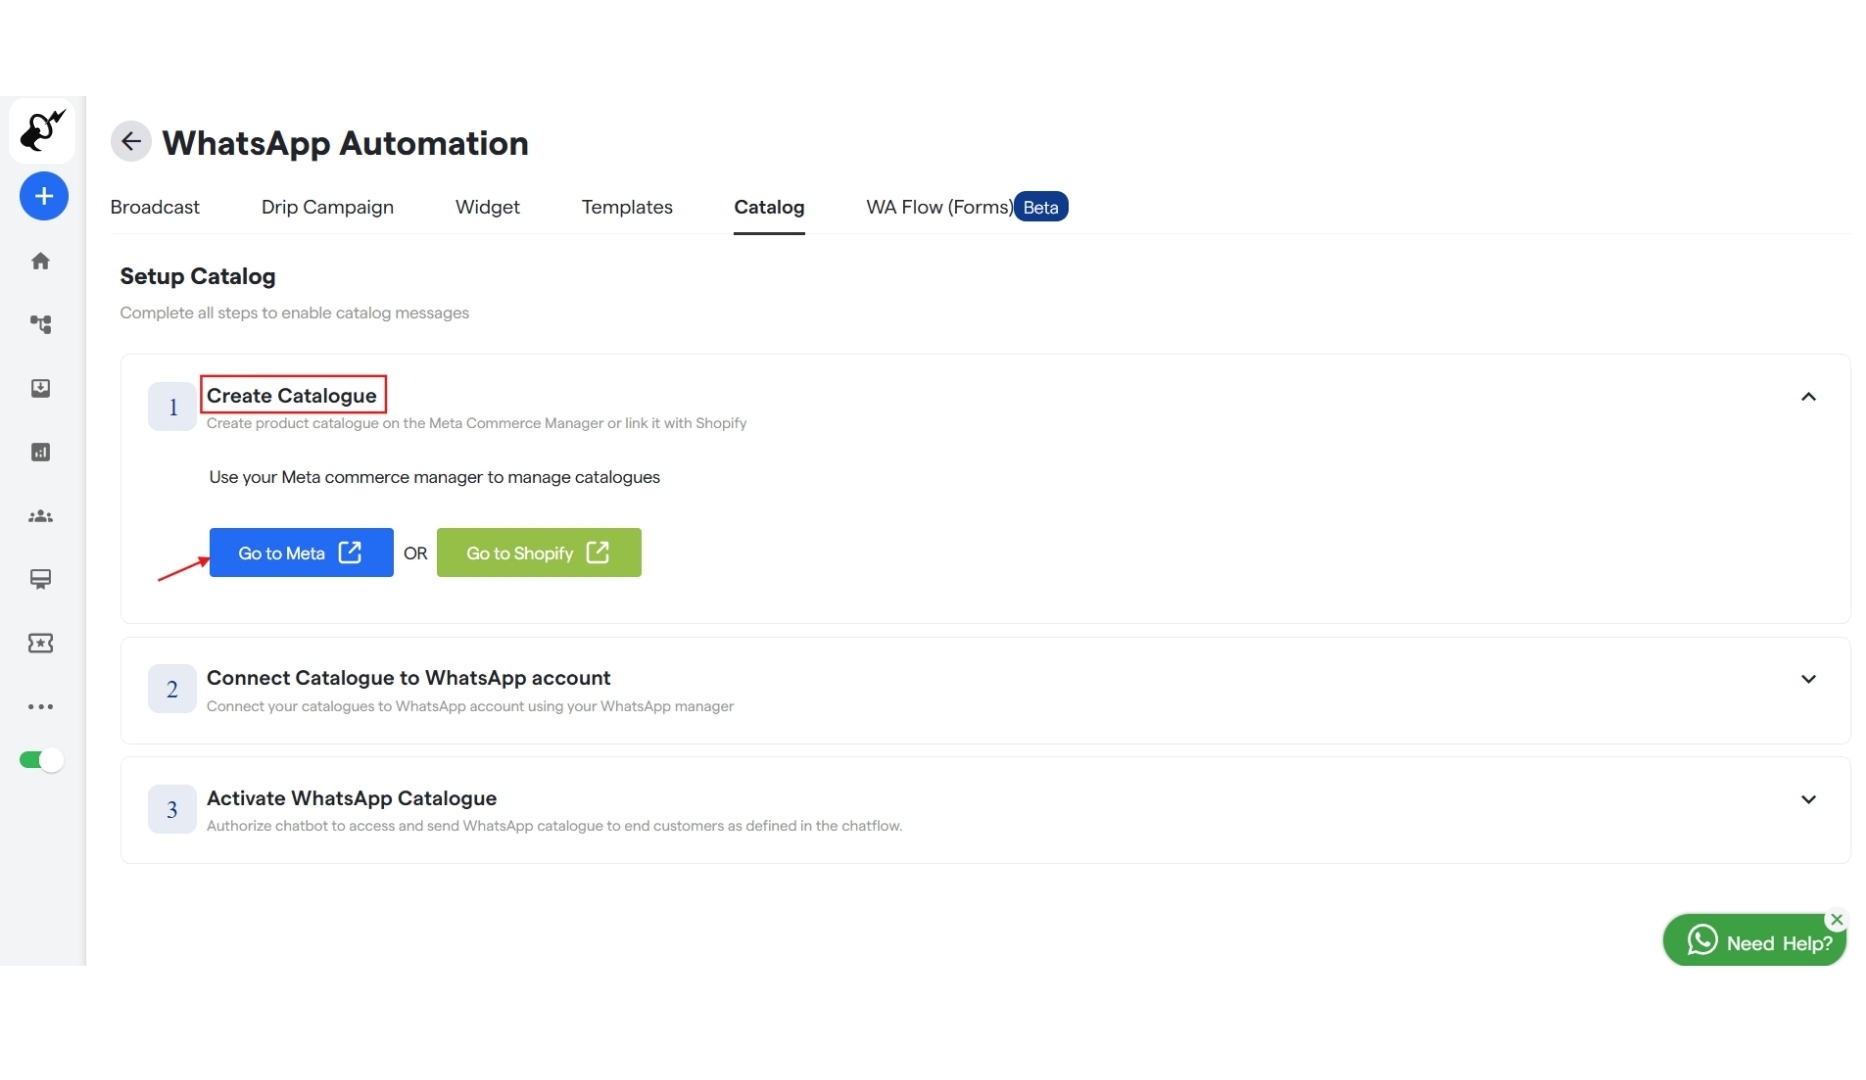 WhatsApp Automation
Broadcast Drip Campaign Widget Templates Catalog WA Flow (Forms) Beta
Setup Catalog
Complete all steps to enable catalog messages
1
Create Catalogue
Create product catalogue on the Meta Commerce Manager or link it with Shopify
Use your Meta commerce manager to manage catalogues
Go to Meta OR Go to Shopify
2
Connect Catalogue to WhatsApp account
Connect your catalogues to WhatsApp account using your WhatsApp manager
3
Activate WhatsApp Catalogue
Authorize chatbot to access and send WhatsApp catalogue to end customers as defined in the chatflow.
Need Help?